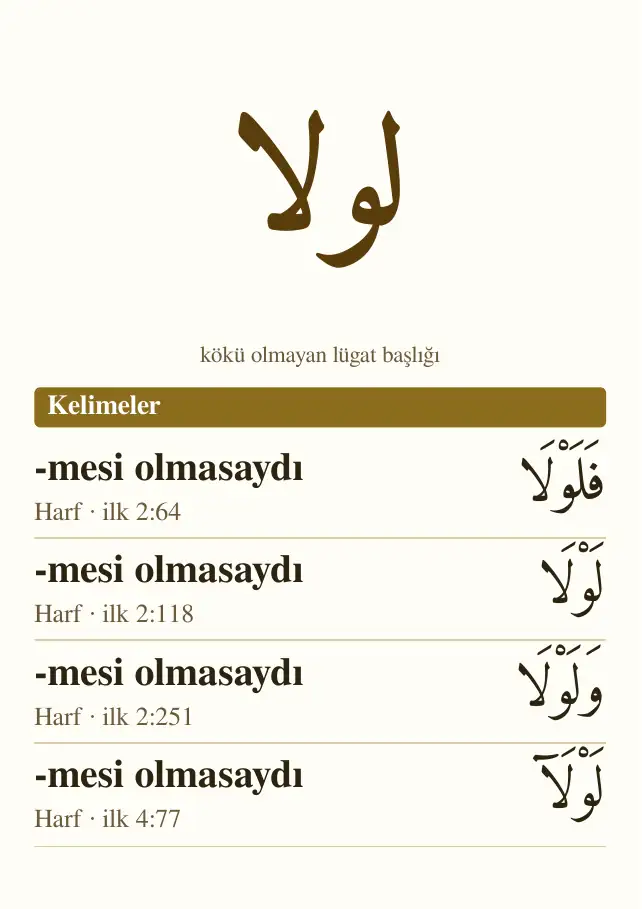 لولا
kökü olmayan lügat başlığı
Kelimeler
-mesi olmasaydı فَلَوْلَا
Harf · ilk 2:64
-mesi olmasaydı لَوْلَا
Harf · ilk 2:118
-mesi olmasaydı وَلَوْلَا
Harf · ilk 2:251
-mesi olmasaydı لَوْلَآ
Harf · ilk 4:77